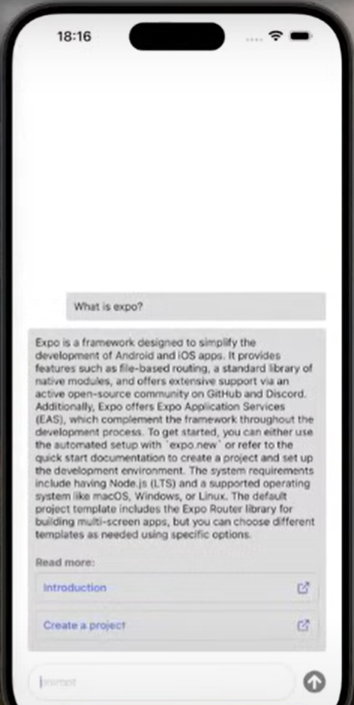 18:16
What is expo?
Expo is a framework designed to simplify the
development of Android and iOS apps. It provides
features such as file-based routing, a standard library of
native modules, and offers extensive support via an
active open-source community on GitHub and Discord.
Additionally, Expo offers Expo Application Services
(EAS), which complement the framework throughout the
development process. To get started, you can either use
the automated setup with `expo.new` or refer to the
quick start documentation to create a project and set up
the development environment. The system requirements
include having Node.js (LTS) and a supported operating
system like macOS, Windows, or Linux. The default
project template includes the Expo Router library for
building multi-screen apps, but you can choose different
templates as needed using specific options.
Read more:
Introduction
Create a project